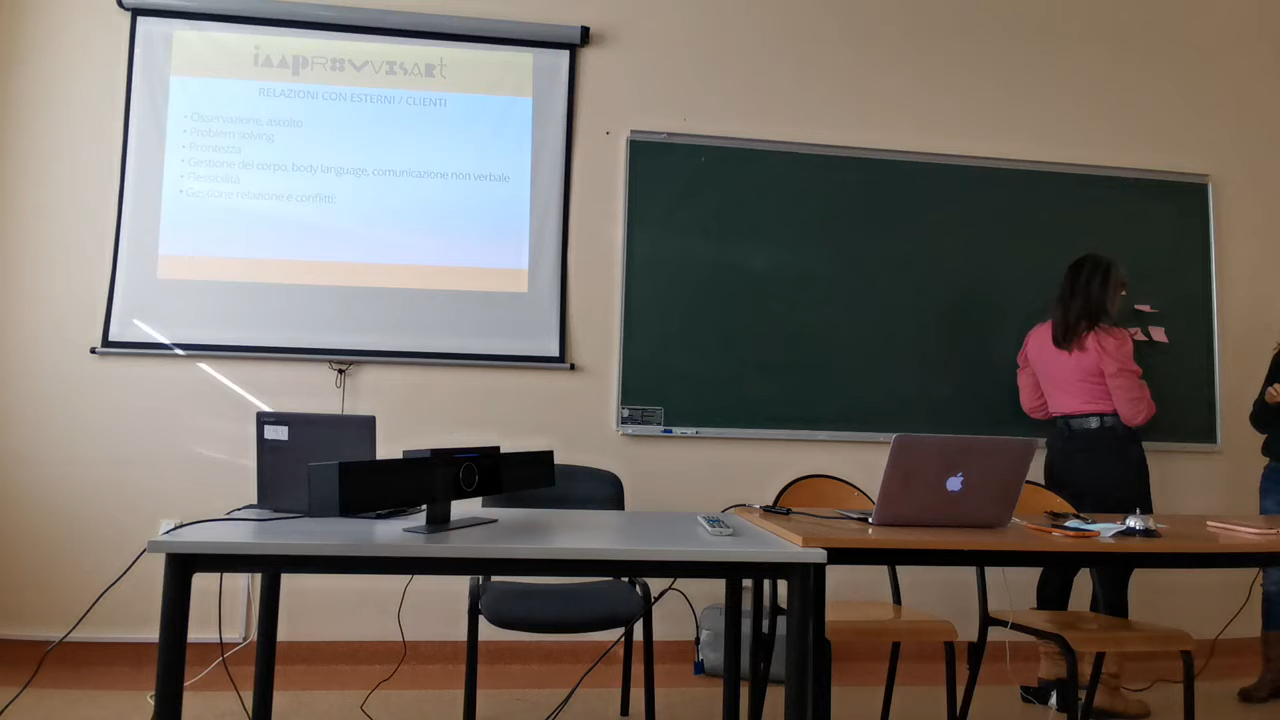 imprOVVISART
RELAZIONI CON ESTERNI / CLIENTI
• Osservazione, ascolto
• Problem solving
• Prontezza
• Gestione del corpo, body language, comunicazione non verbale
• Flessibilità
• Gestione relazione e conflitti: